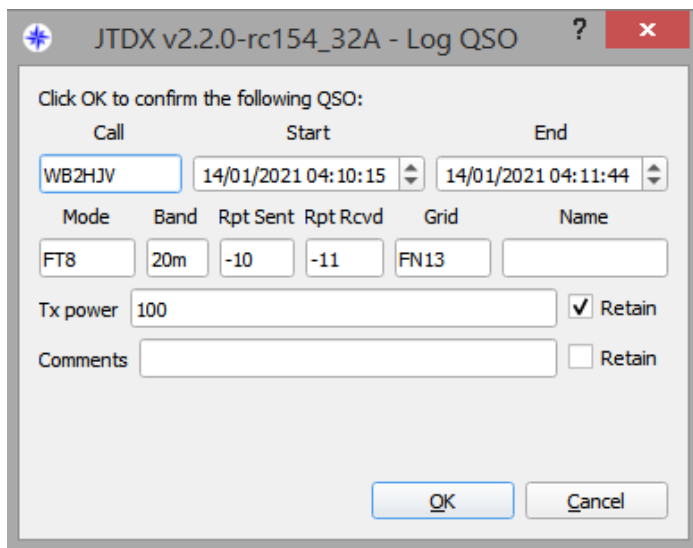 JTDX v2.2.0-rc154_32A - Log QSO ? x
Click OK to confirm the following QSO:
Call Start End
WB2HJV 14/01/2021 04:10:15 14/01/2021 04:11:44
Mode Band Rpt Sent Rpt Rcvd Grid Name
FT8 20m -10 -11 FN13
Tx power 100 Retain
Comments Retain
OK Cancel